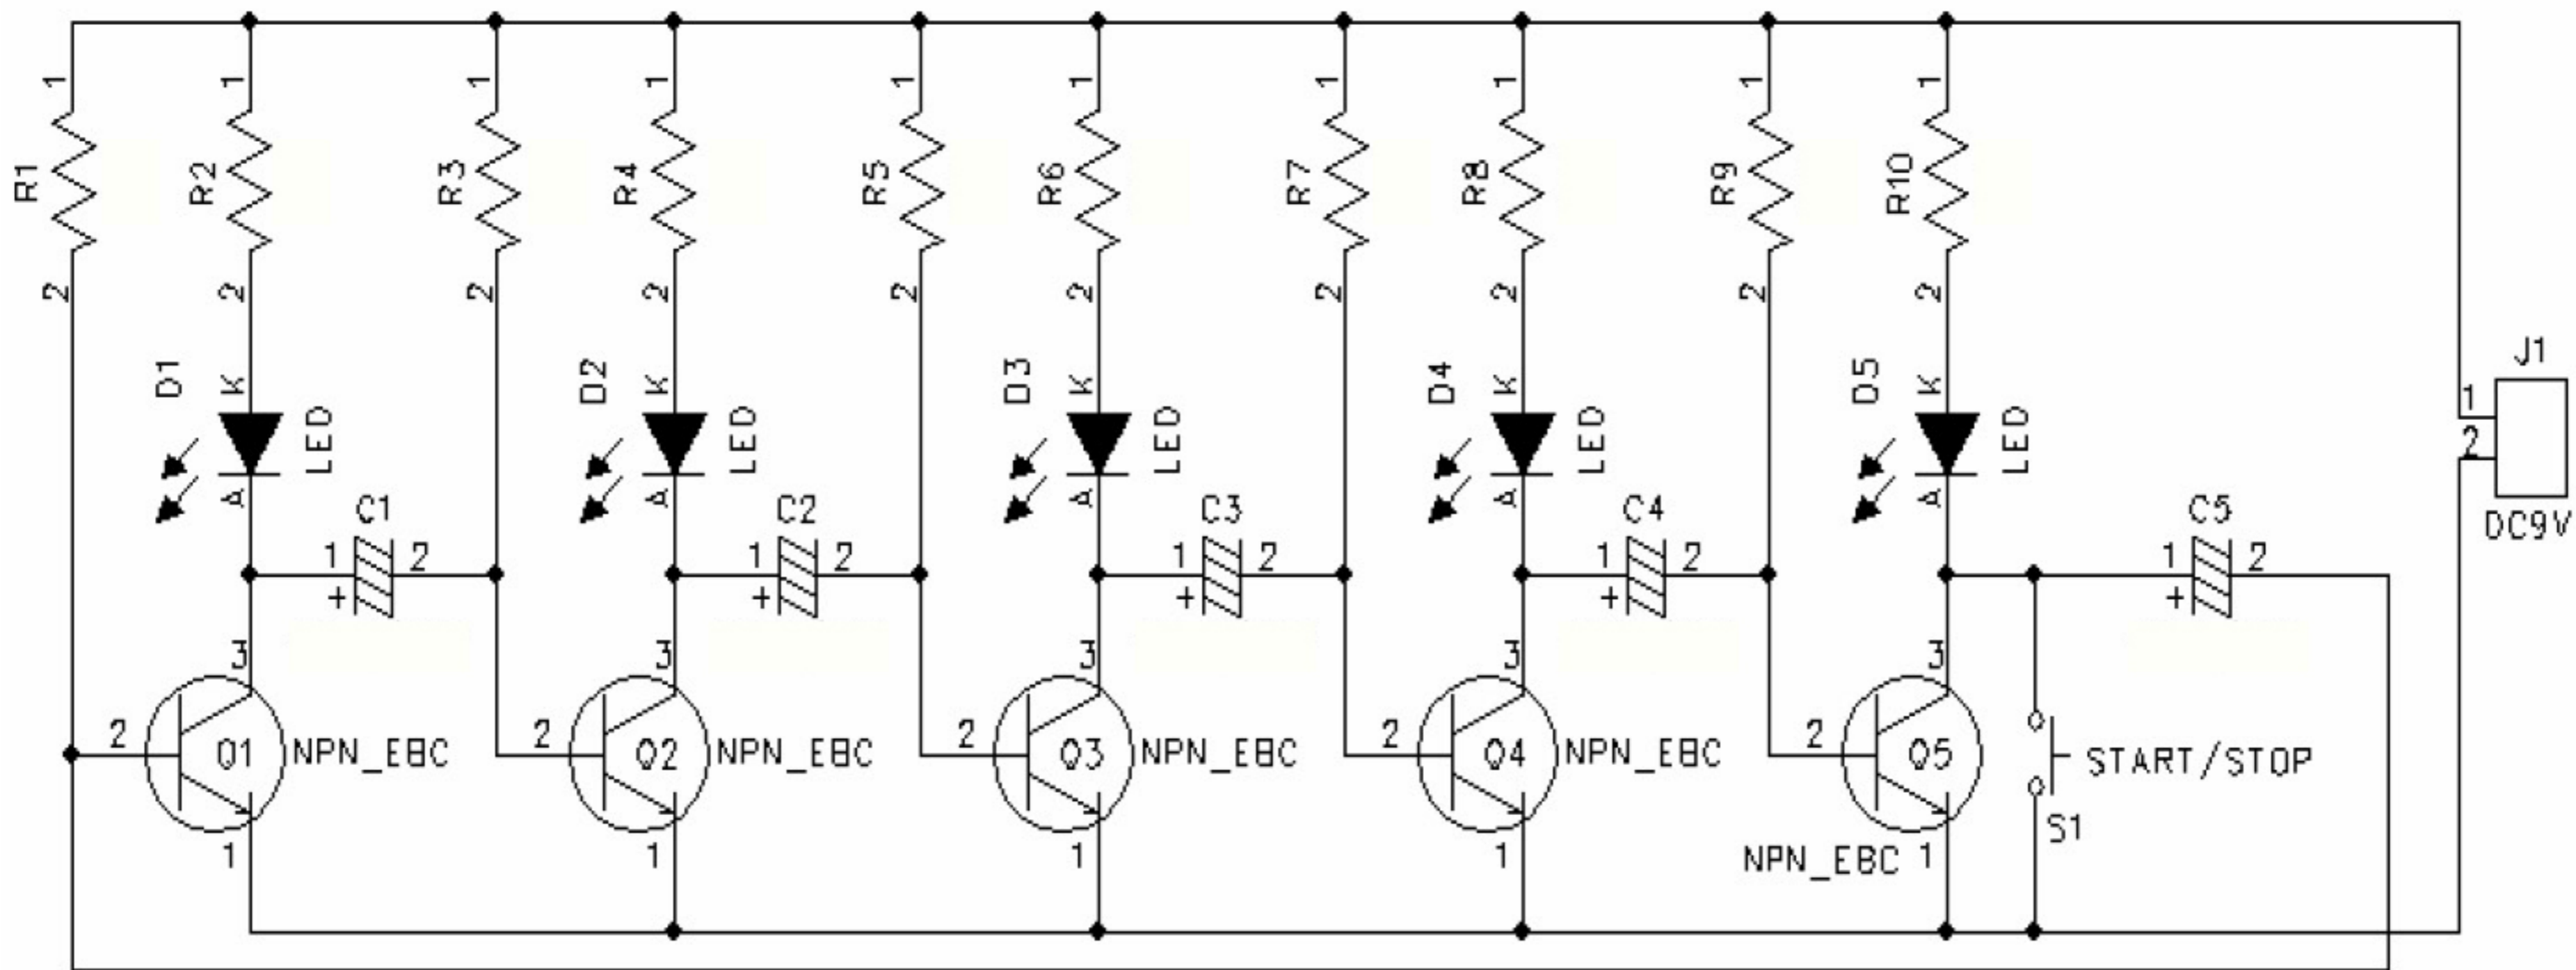 1 1 1 1 1 1 1 1 1 1
R1 R2 R3 R4 R5 R6 R7 R8 R9 R10
2 2 2 2 2 2 2 2 2 2
J1
D1 K LED A
D2 K LED A
D3 K LED A
D4 K LED A
D5 K LED A
1
2
DC9V
C1 1 2 +
C2 1 2 +
C3 1 2 +
C4 1 2 +
C5 1 2 +
3 3 3 3 3
2 Q1 NPN_EBC
2 Q2 NPN_EBC
2 Q3 NPN_EBC
2 Q4 NPN_EBC
2 Q5
START/STOP
S1
NPN_EBC
1 1 1 1 1